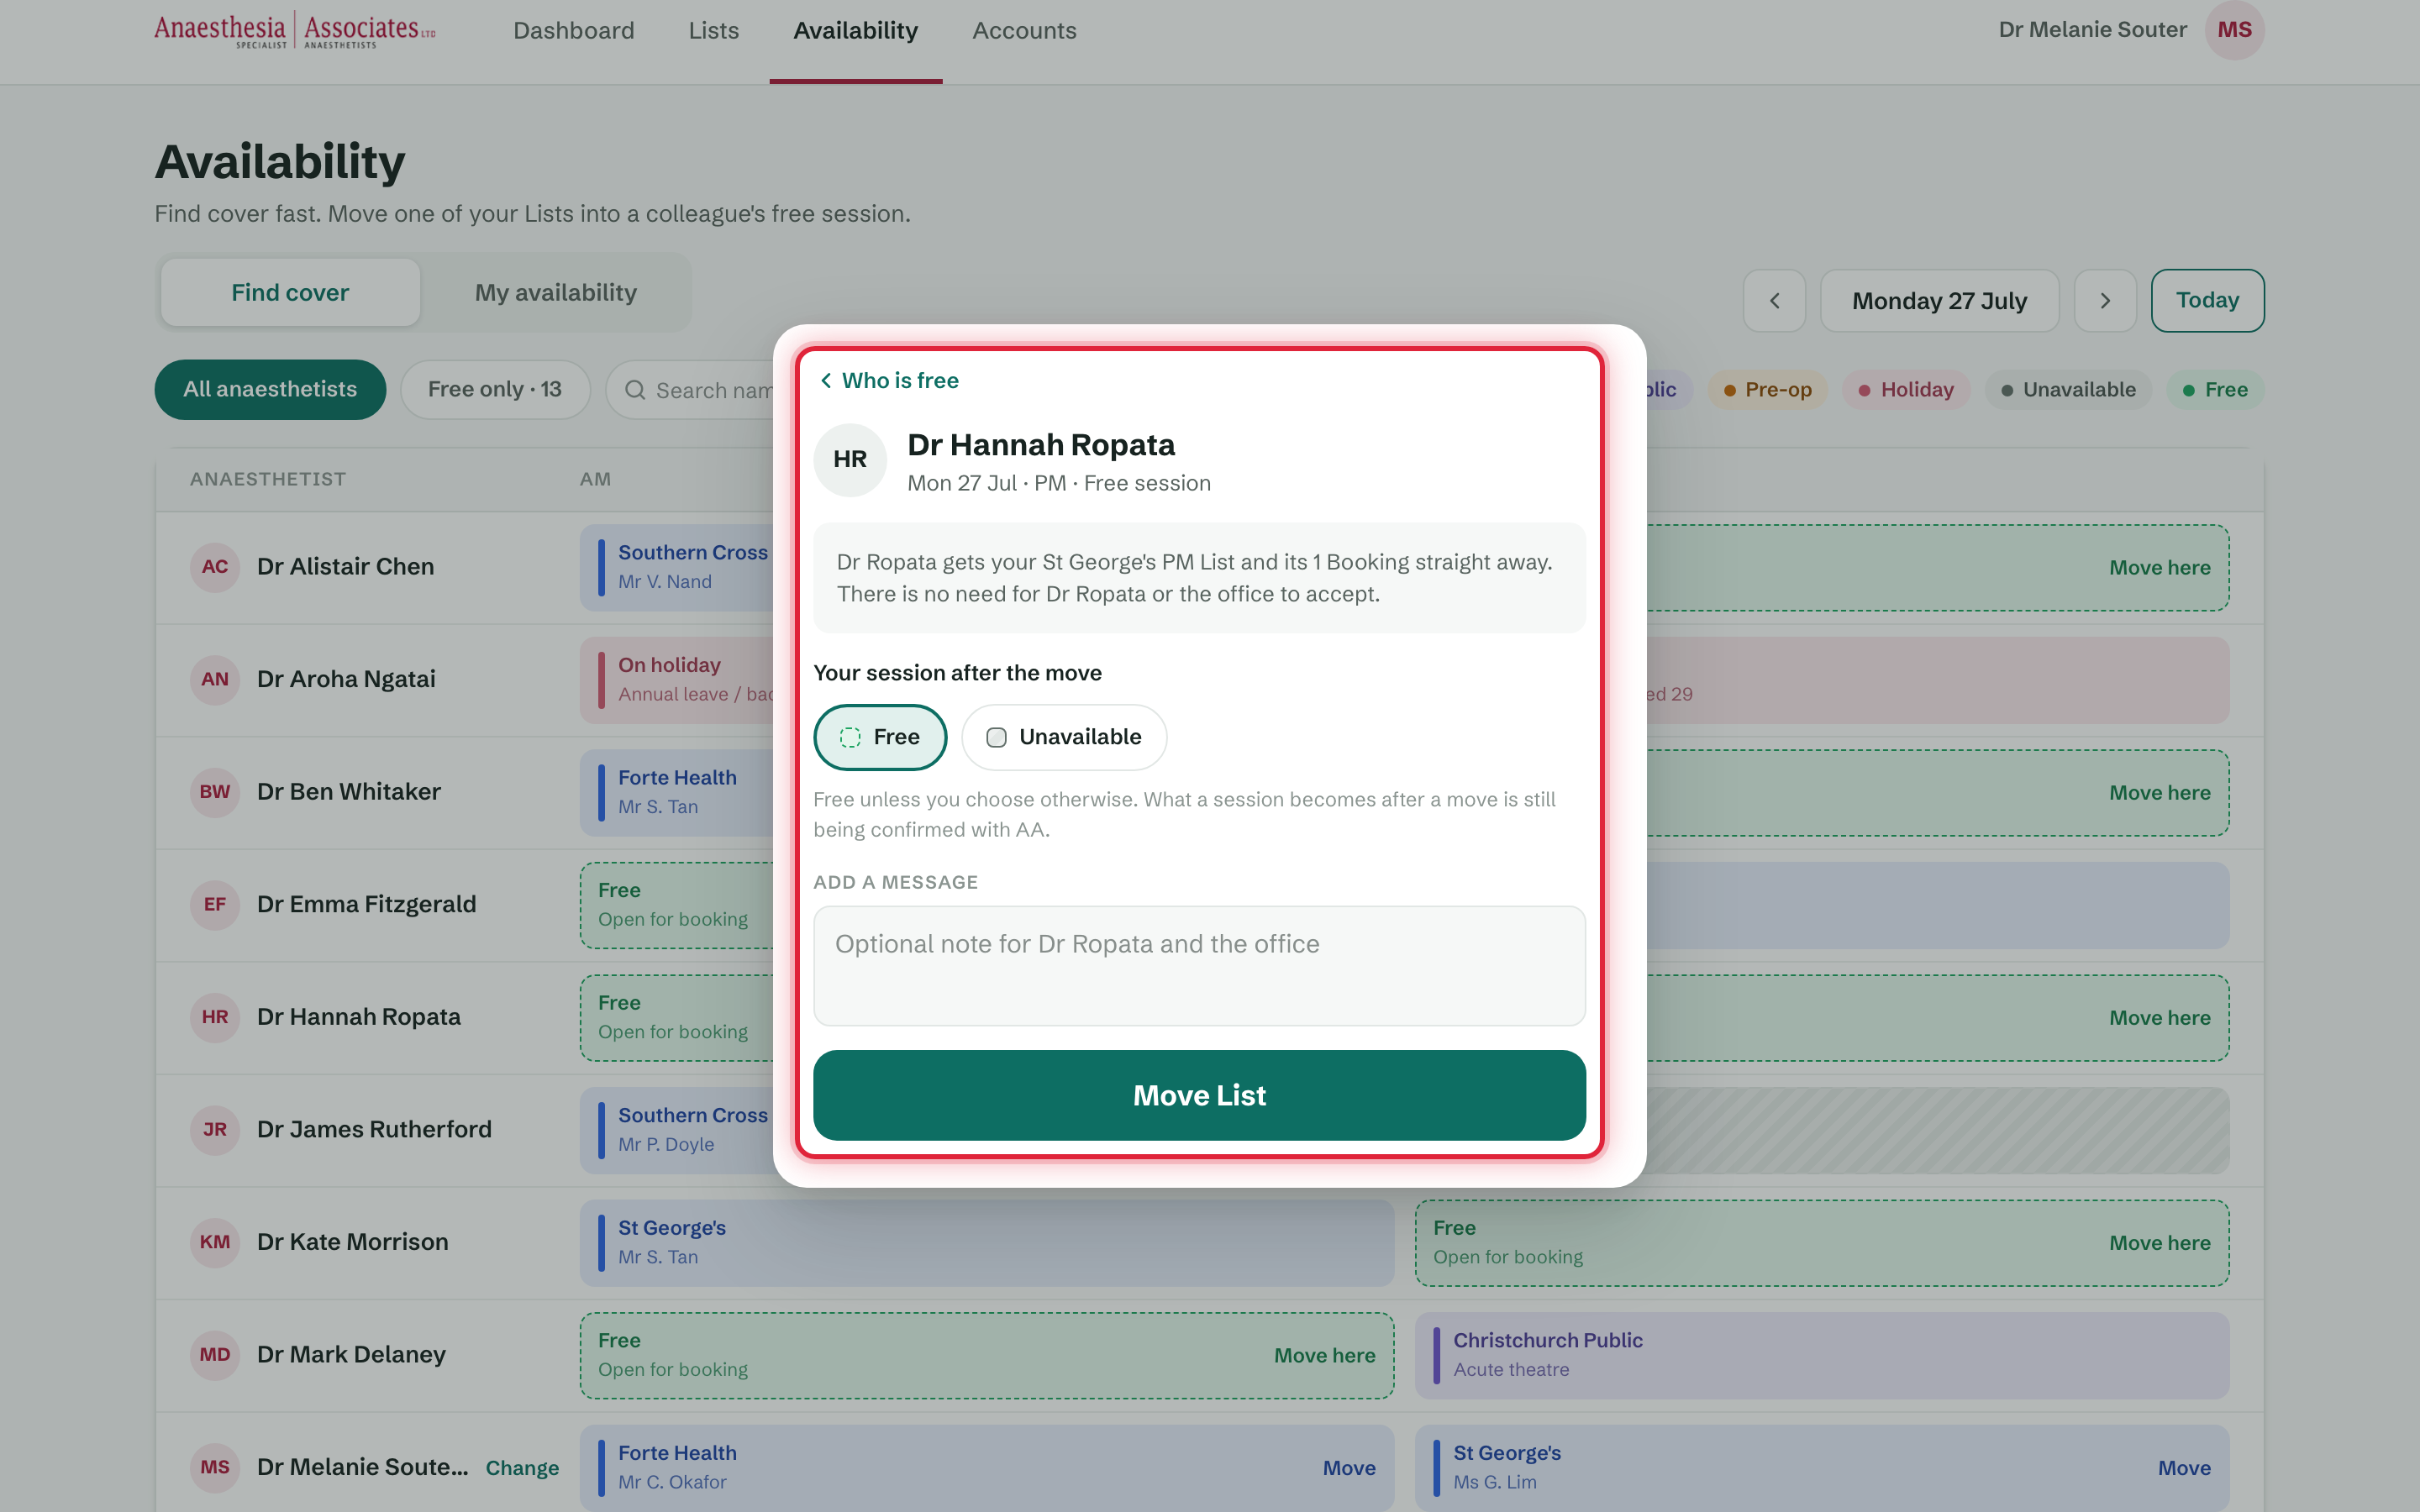 Anaesthesia | Associates LTD
SPECIALIST ANAESTHETISTS
Dashboard
Lists
Availability
Accounts
Dr Melanie Souter
MS
Availability
Find cover fast. Move one of your Lists into a colleague's free session.
Find cover
My availability
Monday 27 July
Today
All anaesthetists
Free only · 13
Search nam
blic
Pre-op
Holiday
Unavailable
Free
ANAESTHETIST
AM
AC
Dr Alistair Chen
Southern Cross
Mr V. Nand
Move here
AN
Dr Aroha Ngatai
On holiday
Annual leave / bac
ed 29
BW
Dr Ben Whitaker
Forte Health
Mr S. Tan
Move here
EF
Dr Emma Fitzgerald
Free
Open for booking
HR
Dr Hannah Ropata
Free
Open for booking
Move here
JR
Dr James Rutherford
Southern Cross
Mr P. Doyle
KM
Dr Kate Morrison
St George's
Mr S. Tan
Free
Open for booking
Move here
MD
Dr Mark Delaney
Free
Open for booking
Move here
Christchurch Public
Acute theatre
MS
Dr Melanie Soute...
Change
Forte Health
Mr C. Okafor
Move
St George's
Ms G. Lim
Move
Who is free
HR
Dr Hannah Ropata
Mon 27 Jul · PM · Free session
Dr Ropata gets your St George's PM List and its 1 Booking straight away.
There is no need for Dr Ropata or the office to accept.
Your session after the move
Free
Unavailable
Free unless you choose otherwise. What a session becomes after a move is still
being confirmed with AA.
ADD A MESSAGE
Optional note for Dr Ropata and the office
Move List